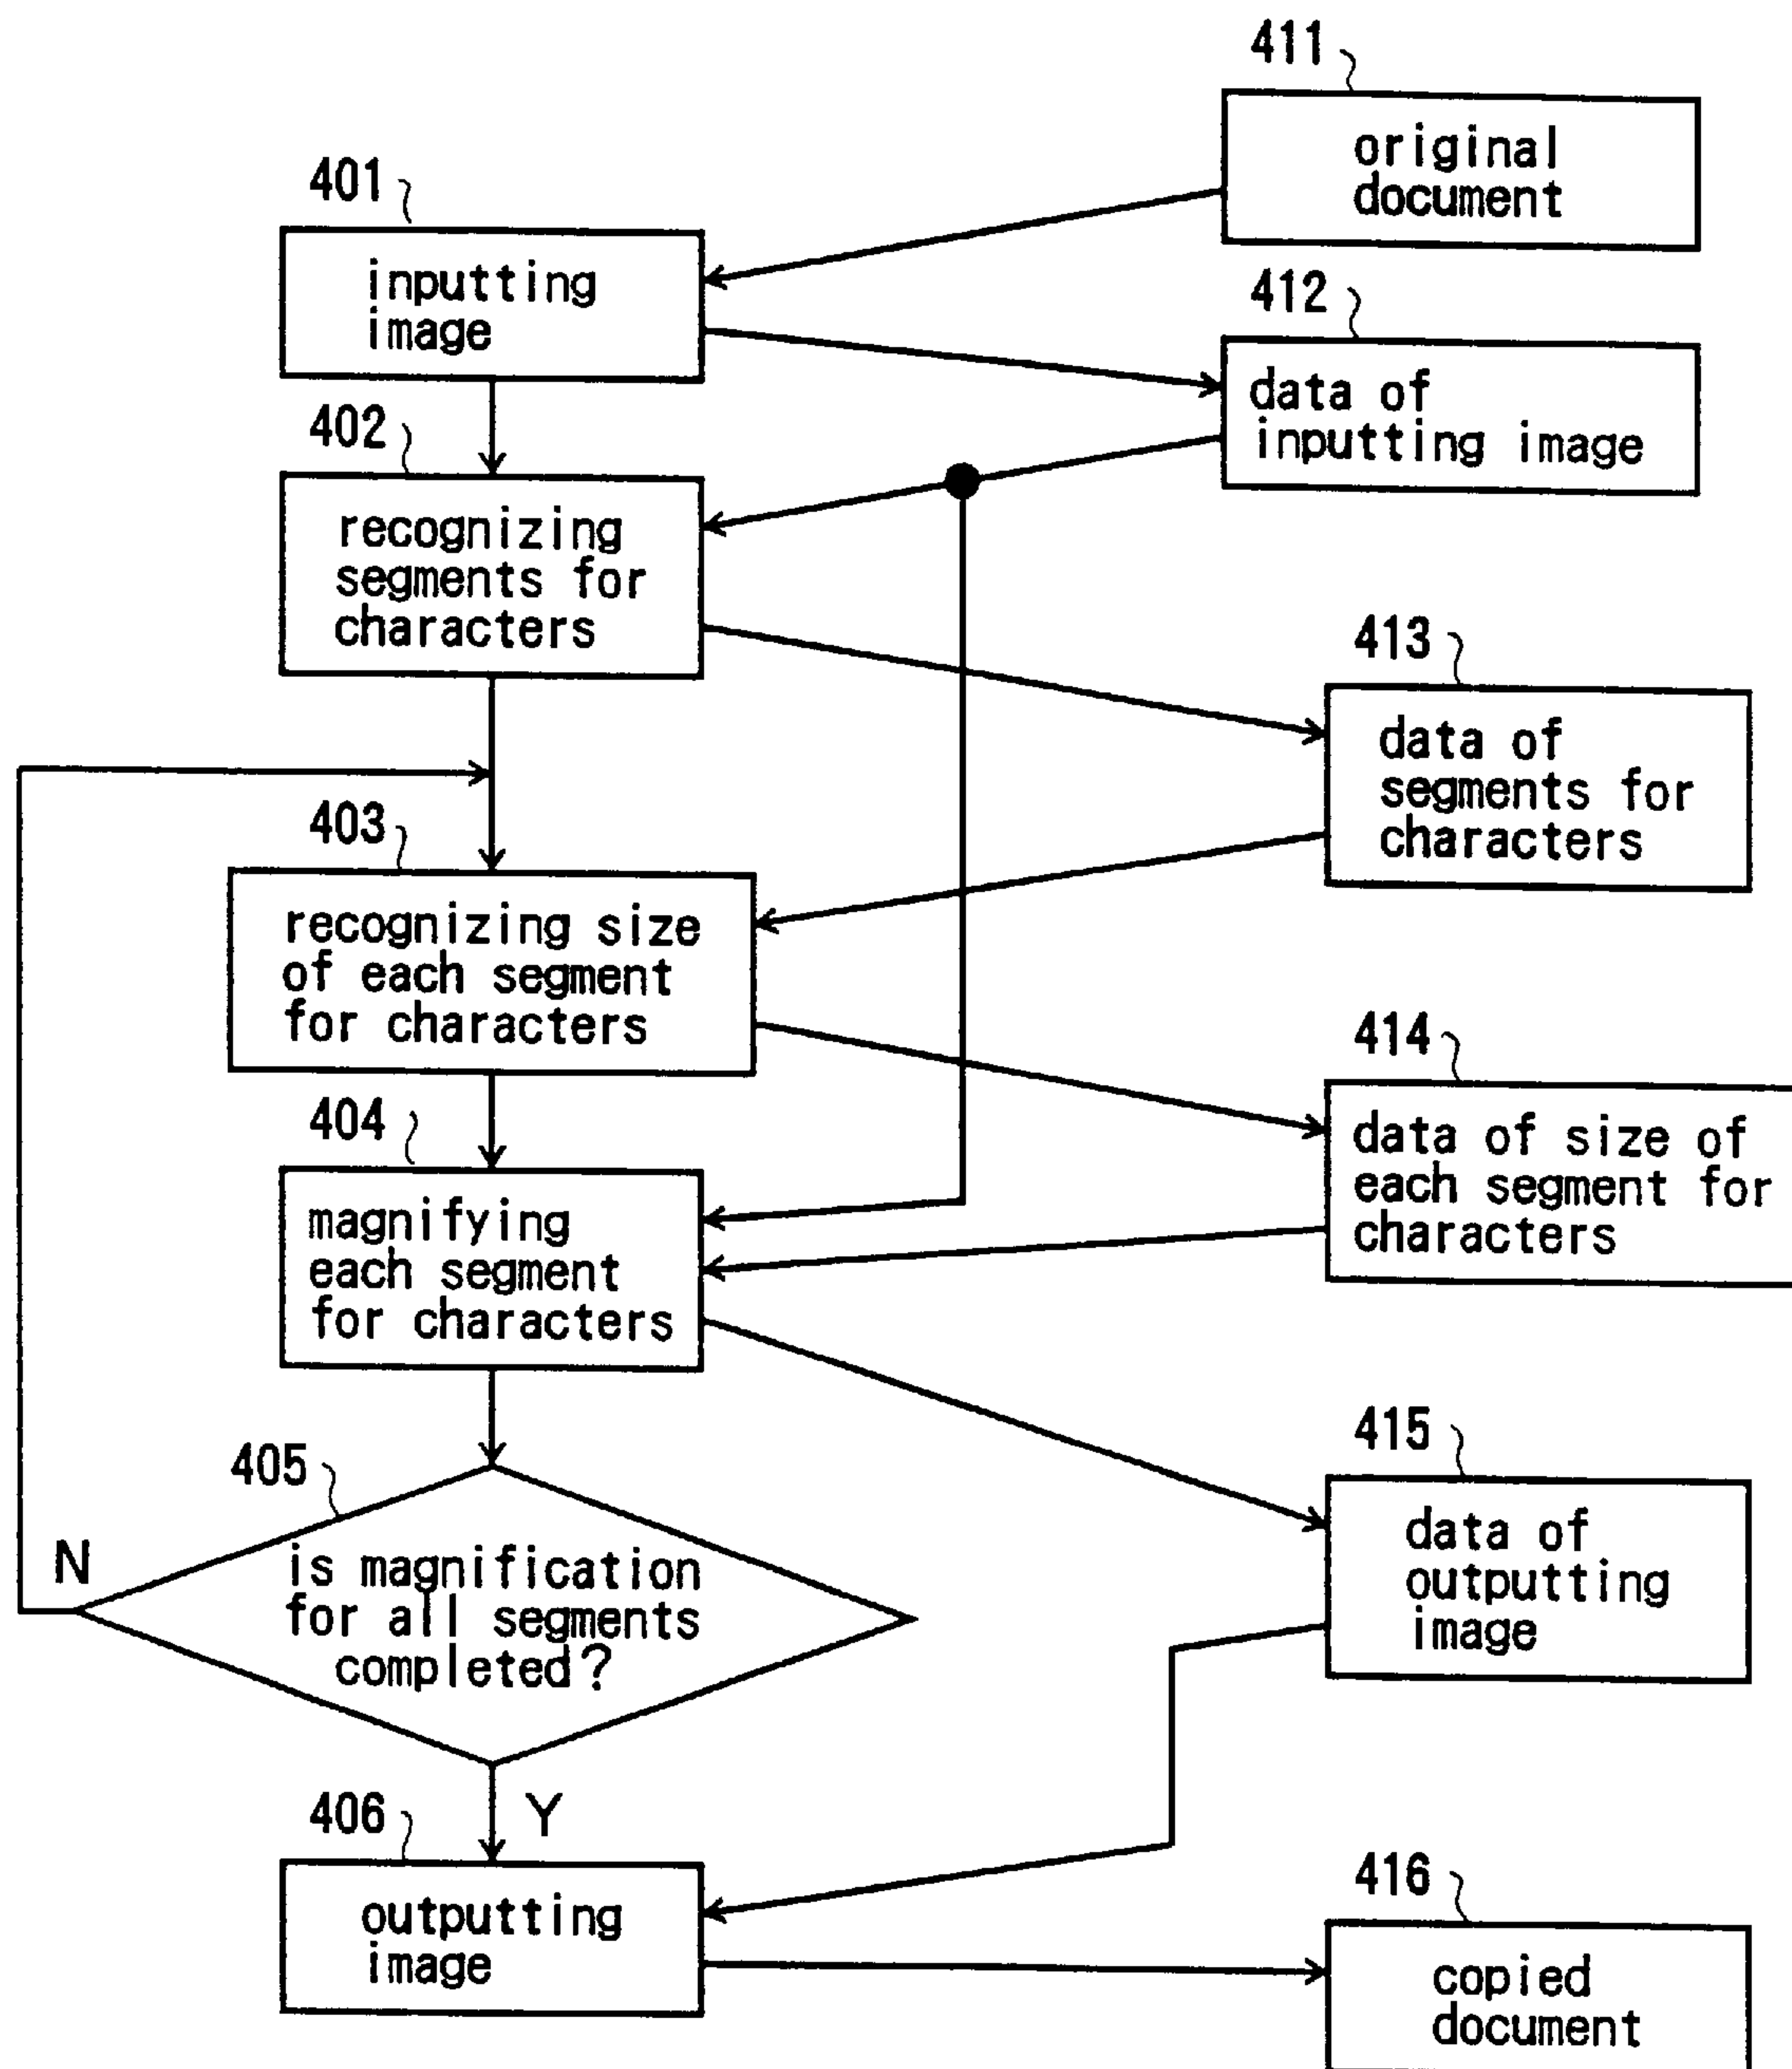 411
original
document
401
inputting
image
412
data of
inputting image
402
recognizing
segments for
characters
413
data of
segments for
characters
403
recognizing size
of each segment
for characters
414
data of size of
each segment for
characters
404
magnifying
each segment
for characters
415
data of
outputting
image
405
N
is magnification
for all segments
completed?
Y
406
outputting
image
416
copied
document